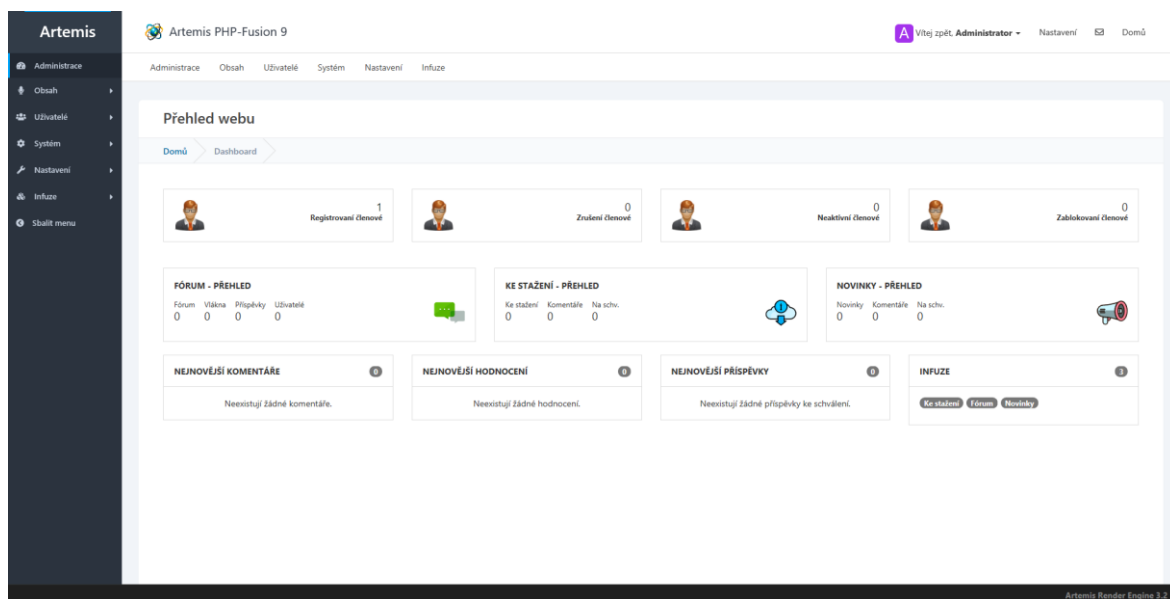 Artemis
Artemis PHP-Fusion 9
A Vítej zpět, Administrator Nastavení Domů
Administrace
Obsah
Uživatelé
Systém
Nastavení
Infuze
Sbalit menu
Administrace Obsah Uživatelé Systém Nastavení Infuze
Přehled webu
Domů Dashboard
1
Registrovaní členové
0
Zrušení členové
0
Neaktivní členové
0
Zablokovaní členové
FÓRUM - PŘEHLED
Fórum Vlákna Příspěvky Uživatelé
0 0 0 0
KE STAŽENÍ - PŘEHLED
Ke stažení Komentáře Na schv.
0 0 0
1
NOVINKY - PŘEHLED
Novinky Komentáře Na schv.
0 0 0
NEJNOVĚJŠÍ KOMENTÁŘE 0
Neexistují žádné komentáře.
NEJNOVĚJŠÍ HODNOCENÍ 0
Neexistují žádné hodnocení.
NEJNOVĚJŠÍ PŘÍSPĚVKY 0
Neexistují žádné příspěvky ke schválení.
INFUZE 3
Ke stažení Fórum Novinky
Artemis Render Engine 3.2